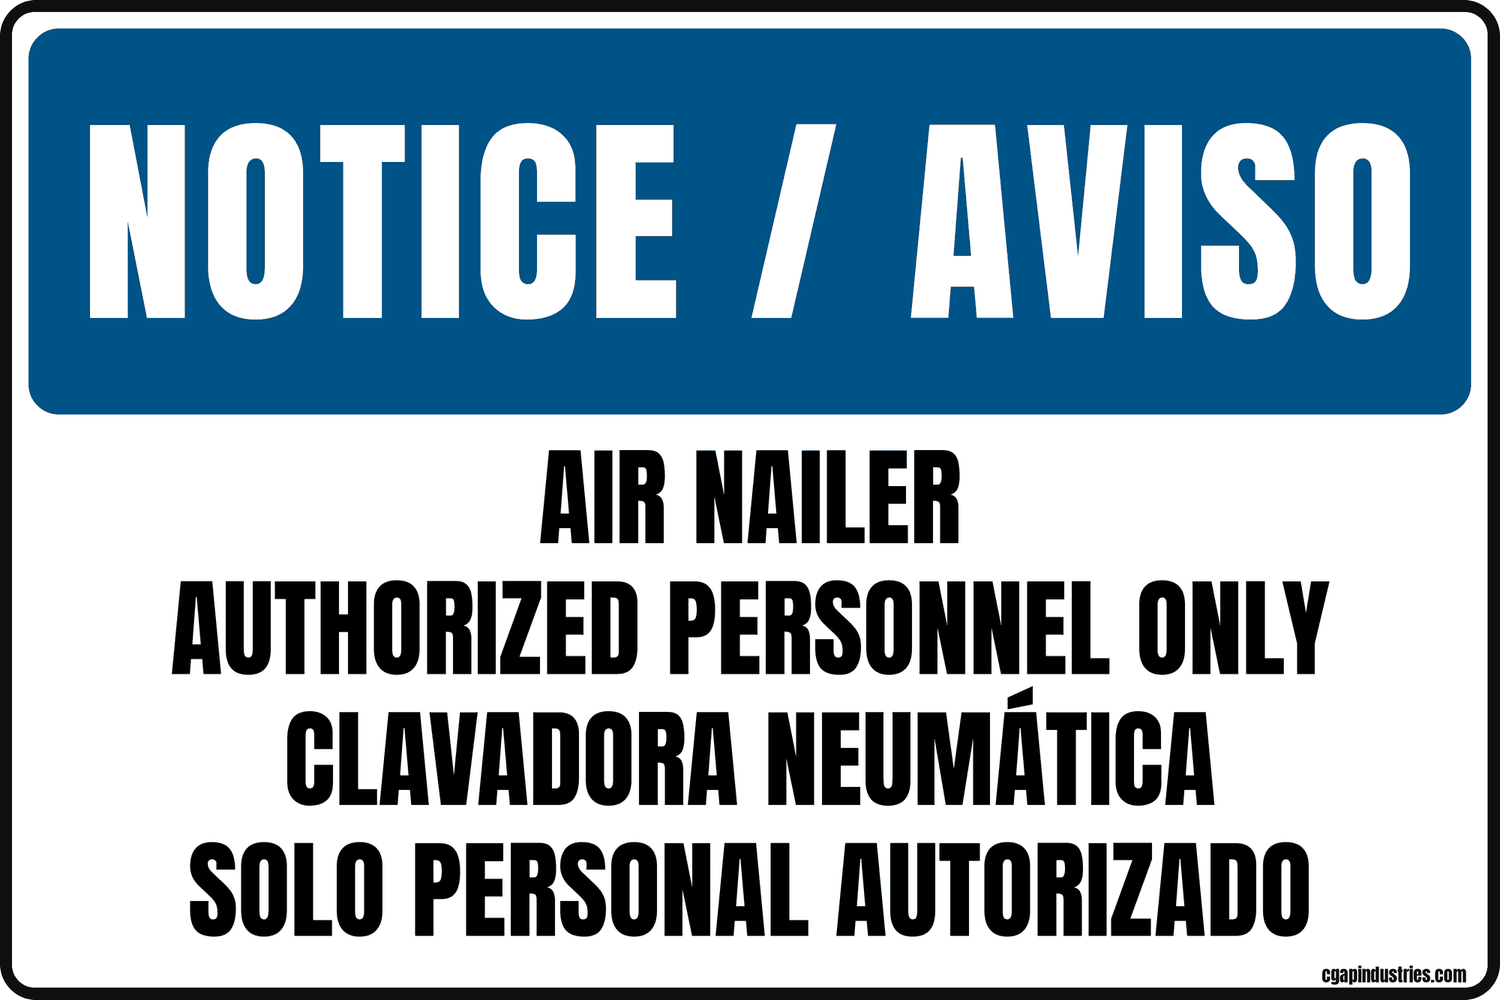 NOTICE / AVISO
AIR NAILER
AUTHORIZED PERSONNEL ONLY
CLAVADORA NEUMÁTICA
SOLO PERSONAL AUTORIZADO
cgapindustries.com